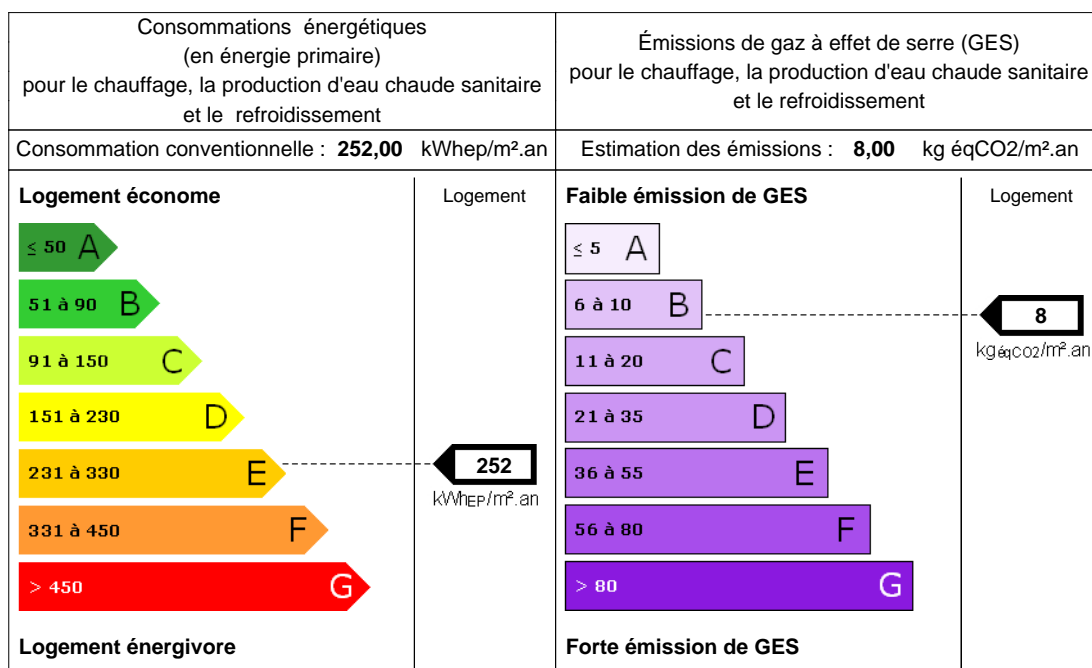 Consommations énergétiques
(en énergie primaire)
pour le chauffage, la production d'eau chaude sanitaire
et le refroidissement
Émissions de gaz à effet de serre (GES)
pour le chauffage, la production d'eau chaude sanitaire
et le refroidissement
Consommation conventionnelle : 252,00 kWhep/m².an
Estimation des émissions : 8,00 kg éqCO2/m².an
Logement économe
Logement
≤ 50 A
51 à 90 B
91 à 150 C
151 à 230 D
231 à 330 E
331 à 450 F
> 450 G
252
kWhEP/m².an
Logement énergivore
Faible émission de GES
Logement
≤ 5 A
6 à 10 B
11 à 20 C
21 à 35 D
36 à 55 E
56 à 80 F
> 80 G
8
kgéqCO2/m².an
Forte émission de GES